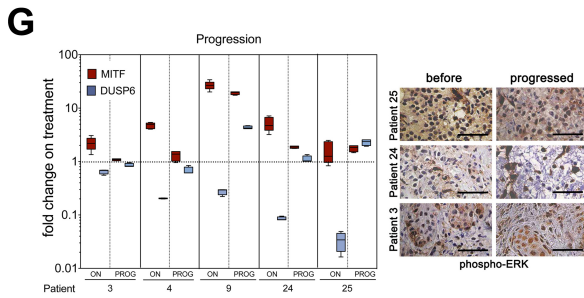 G
Progression
fold change on treatment
100
10
1
0.1
0.01
MITF
DUSP6
ON PROG ON PROG ON PROG ON PROG ON PROG
Patient 3 4 9 24 25
before progressed
Patient 25
Patient 24
Patient 3
phospho-ERK